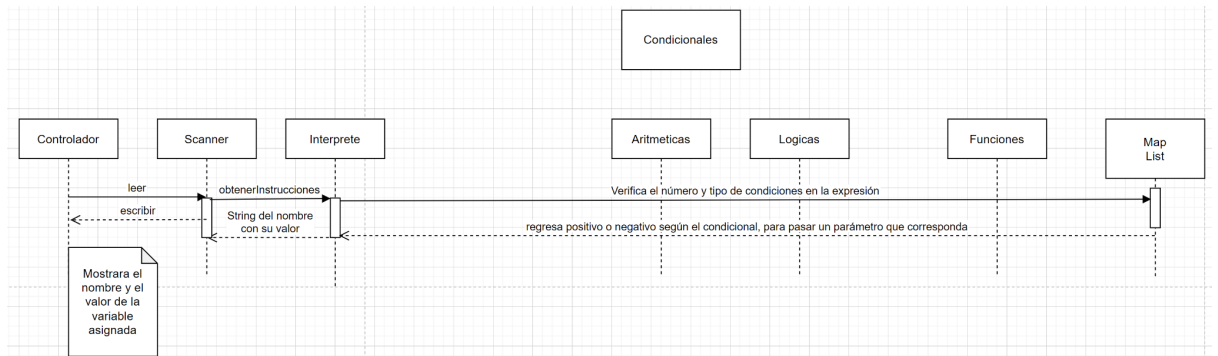 Condicionales
Controlador
Scanner
Interprete
Aritmeticas
Logicas
Funciones
Map
List
leer
obtenerInstrucciones
Verifica el número y tipo de condiciones en la expresión
escribir
String del nombre
con su valor
regresa positivo o negativo según el condicional, para pasar un parámetro que corresponda
Mostrara el
nombre y el
valor de la
variable
asignada